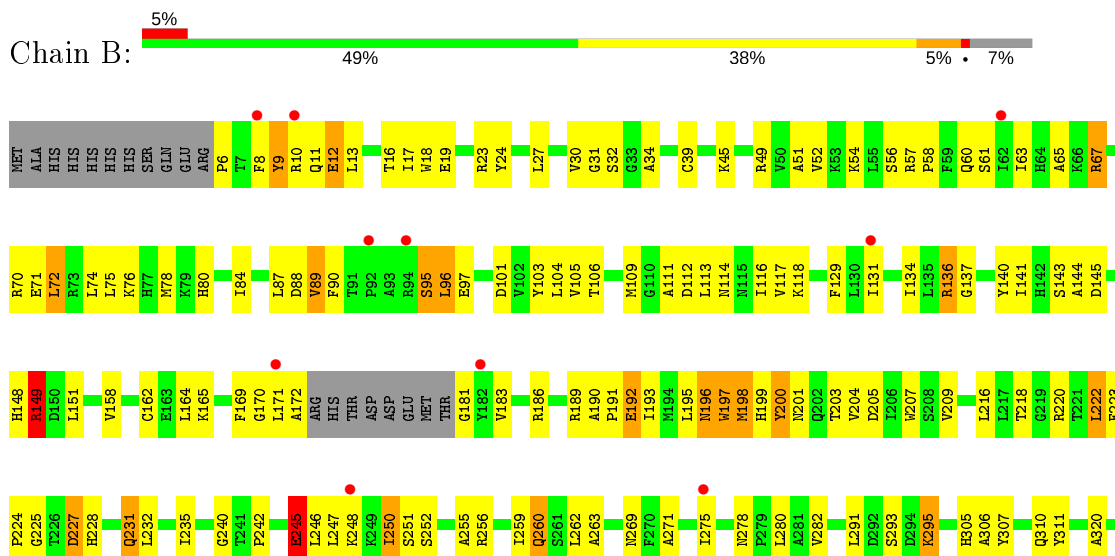 5%
Chain B:
49% 38% 5% • 7%
MET ALA HIS HIS HIS HIS HIS HIS SER GLN GLU ARG P6 T7 F8 Y9 R10 Q11 E12 L13 T16 I17 W18 E19 R23 Y24 L27 V30 G31 S32 G33 A34 C39 K45 R49 V50 A51 V52 K53 K54 L55 S56 R57 P58 F59 Q60 S61 I62 I63 H64 A65 K66 R67
R70 E71 L72 R73 L74 L75 K76 H77 M78 K79 H80 I84 L87 D88 V89 F90 T91 P92 A93 R94 S95 L96 E97 D101 V102 Y103 L104 V105 T106 M109 G110 A111 D112 L113 N114 N115 I116 V117 K118 F129 L130 I131 I134 L135 R136 G137 Y140 I141 H142 S143 A144 D145
H148 R149 D150 L151 V158 C162 E163 L164 K165 F169 G170 L171 A172 ARG HIS THR ASP ASP GLU MET THR G181 Y182 V183 R186 R189 A190 P191 E192 I193 M194 L195 N196 W197 M198 H199 Y200 N201 Q202 T203 V204 D205 I206 W207 S208 V209 L216 L217 T218 G219 R220 T221 L222 F223
P224 G225 T226 D227 H228 Q231 L232 I235 G240 T241 P242 E245 L246 L247 K248 K249 I250 S251 S252 A255 R256 I259 Q260 S261 L262 A263 N269 F270 A271 I275 N278 P279 L280 A281 V282 L291 D292 S293 D294 K295 H305 A306 Y307 Q310 Y311 A320